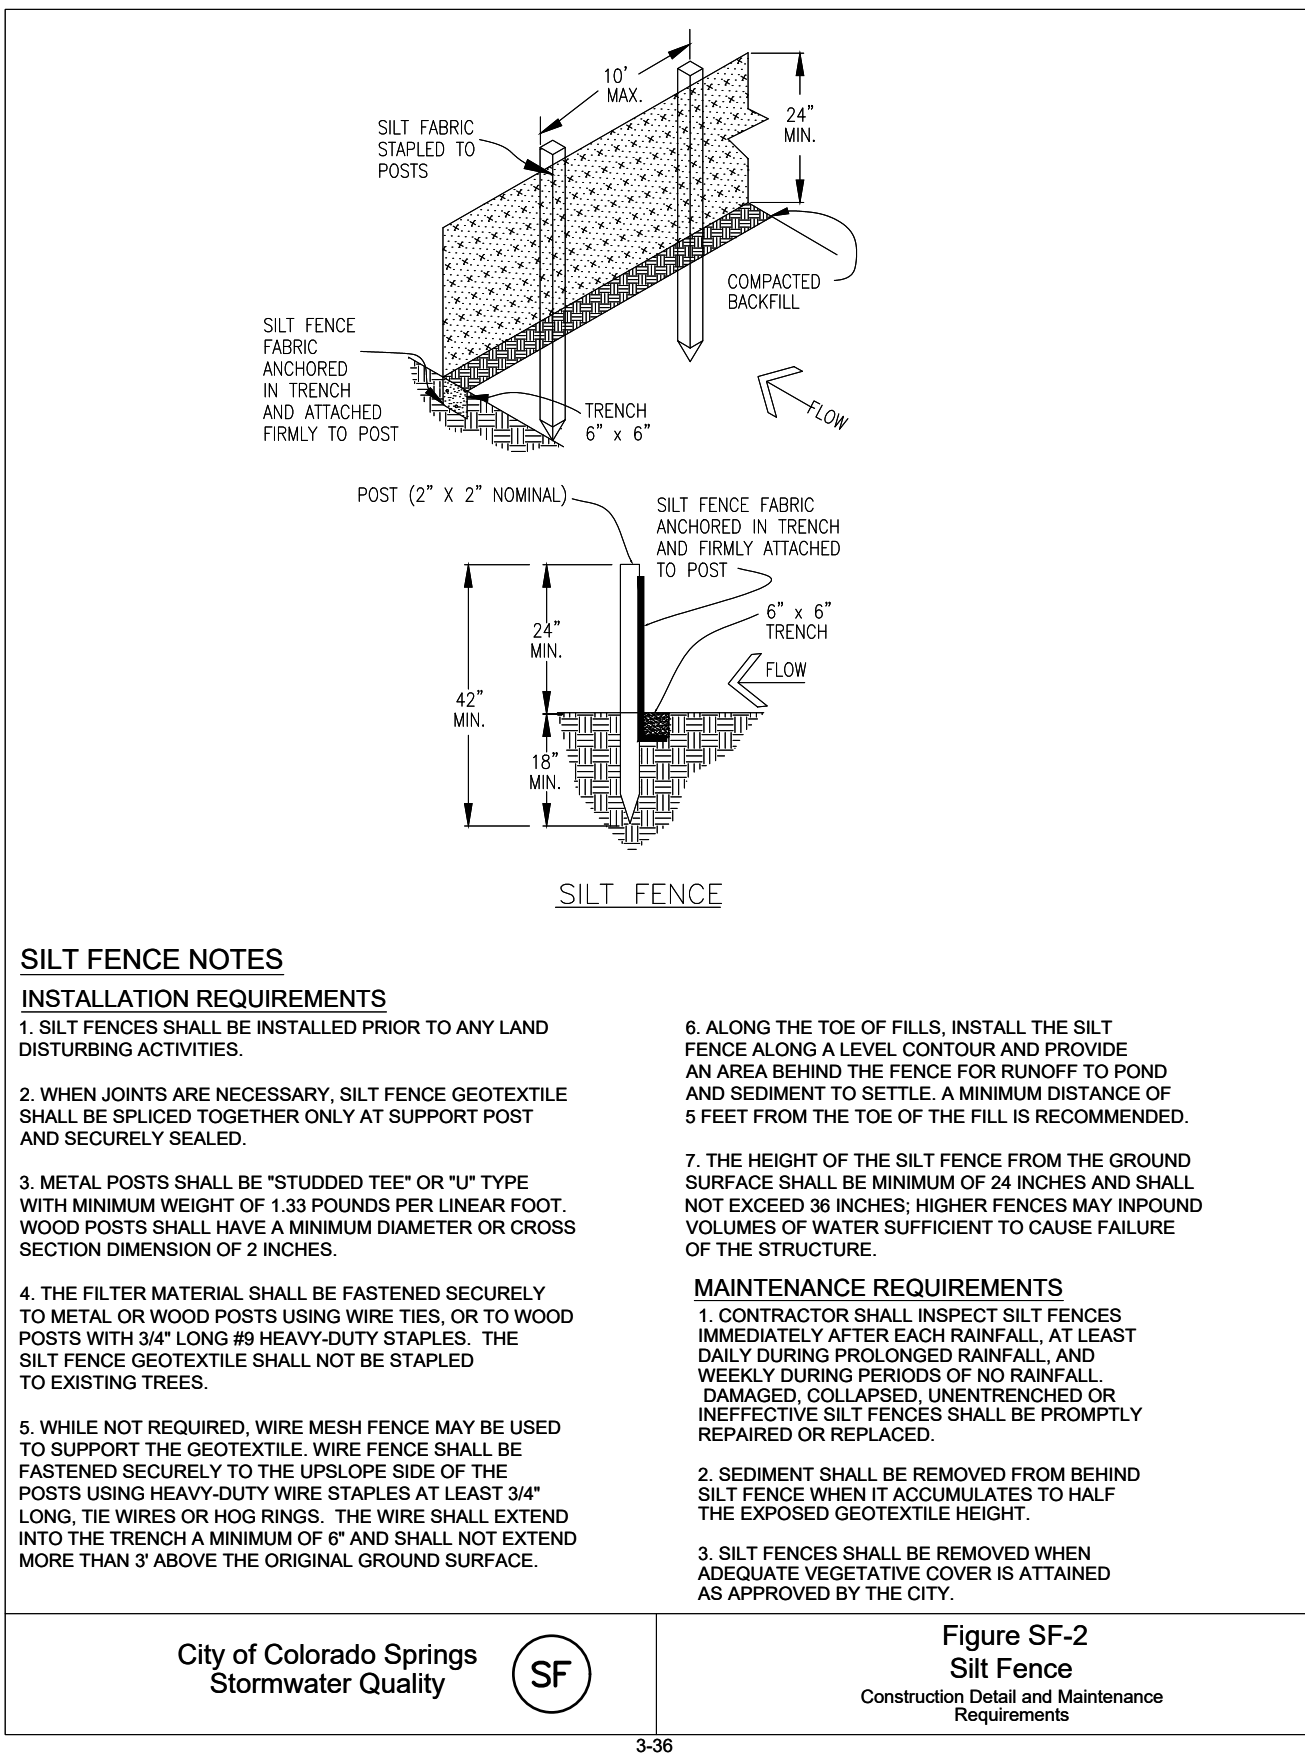 10'
MAX.
24"
MIN.
SILT FABRIC
STAPLED TO
POSTS
COMPACTED
BACKFILL
SILT FENCE
FABRIC
ANCHORED
IN TRENCH
AND ATTACHED
FIRMLY TO POST
TRENCH
6" x 6"
FLOW
POST (2" X 2" NOMINAL)
SILT FENCE FABRIC
ANCHORED IN TRENCH
AND FIRMLY ATTACHED
TO POST
6" x 6"
TRENCH
24"
MIN.
FLOW
42"
MIN.
18"
MIN.
SILT FENCE
SILT FENCE NOTES
INSTALLATION REQUIREMENTS
1. SILT FENCES SHALL BE INSTALLED PRIOR TO ANY LAND
DISTURBING ACTIVITIES.
2. WHEN JOINTS ARE NECESSARY, SILT FENCE GEOTEXTILE
SHALL BE SPLICED TOGETHER ONLY AT SUPPORT POST
AND SECURELY SEALED.
3. METAL POSTS SHALL BE "STUDDED TEE" OR "U" TYPE
WITH MINIMUM WEIGHT OF 1.33 POUNDS PER LINEAR FOOT.
WOOD POSTS SHALL HAVE A MINIMUM DIAMETER OR CROSS
SECTION DIMENSION OF 2 INCHES.
4. THE FILTER MATERIAL SHALL BE FASTENED SECURELY
TO METAL OR WOOD POSTS USING WIRE TIES, OR TO WOOD
POSTS WITH 3/4" LONG #9 HEAVY-DUTY STAPLES. THE
SILT FENCE GEOTEXTILE SHALL NOT BE STAPLED
TO EXISTING TREES.
5. WHILE NOT REQUIRED, WIRE MESH FENCE MAY BE USED
TO SUPPORT THE GEOTEXTILE. WIRE FENCE SHALL BE
FASTENED SECURELY TO THE UPSLOPE SIDE OF THE
POSTS USING HEAVY-DUTY WIRE STAPLES AT LEAST 3/4"
LONG, TIE WIRES OR HOG RINGS. THE WIRE SHALL EXTEND
INTO THE TRENCH A MINIMUM OF 6" AND SHALL NOT EXTEND
MORE THAN 3' ABOVE THE ORIGINAL GROUND SURFACE.
6. ALONG THE TOE OF FILLS, INSTALL THE SILT
FENCE ALONG A LEVEL CONTOUR AND PROVIDE
AN AREA BEHIND THE FENCE FOR RUNOFF TO POND
AND SEDIMENT TO SETTLE. A MINIMUM DISTANCE OF
5 FEET FROM THE TOE OF THE FILL IS RECOMMENDED.
7. THE HEIGHT OF THE SILT FENCE FROM THE GROUND
SURFACE SHALL BE MINIMUM OF 24 INCHES AND SHALL
NOT EXCEED 36 INCHES; HIGHER FENCES MAY INPOUND
VOLUMES OF WATER SUFFICIENT TO CAUSE FAILURE
OF THE STRUCTURE.
MAINTENANCE REQUIREMENTS
1. CONTRACTOR SHALL INSPECT SILT FENCES
IMMEDIATELY AFTER EACH RAINFALL, AT LEAST
DAILY DURING PROLONGED RAINFALL, AND
WEEKLY DURING PERIODS OF NO RAINFALL.
DAMAGED, COLLAPSED, UNENTRENCHED OR
INEFFECTIVE SILT FENCES SHALL BE PROMPTLY
REPAIRED OR REPLACED.
2. SEDIMENT SHALL BE REMOVED FROM BEHIND
SILT FENCE WHEN IT ACCUMULATES TO HALF
THE EXPOSED GEOTEXTILE HEIGHT.
3. SILT FENCES SHALL BE REMOVED WHEN
ADEQUATE VEGETATIVE COVER IS ATTAINED
AS APPROVED BY THE CITY.
City of Colorado Springs
Stormwater Quality
SF
Figure SF-2
Silt Fence
Construction Detail and Maintenance
Requirements
3-36